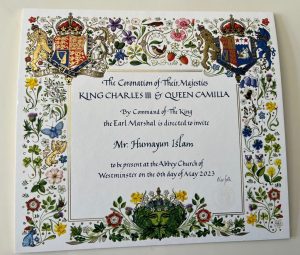 The Coronation of Their Majesties
KING CHARLES III & QUEEN CAMILLA
By Command of The King
the Earl Marshal is directed to invite
Mr. Humayun Islam
to be present at the Abbey Church of
Westminster on the 6th day of May 2023